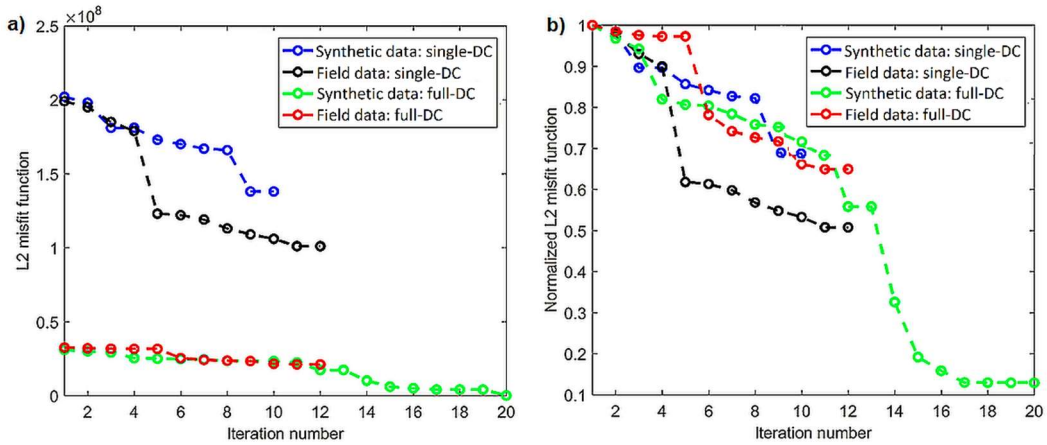 a)
×10⁸
2.5
2
1.5
1
0.5
0
L2 misfit function
Synthetic data: single-DC
Field data: single-DC
Synthetic data: full-DC
Field data: full-DC
2 4 6 8 10 12 14 16 18 20
Iteration number
b)
1
0.9
0.8
0.7
0.6
0.5
0.4
0.3
0.2
0.1
Normalized L2 misfit function
Synthetic data: single-DC
Field data: single-DC
Synthetic data: full-DC
Field data: full-DC
2 4 6 8 10 12 14 16 18 20
Iteration number